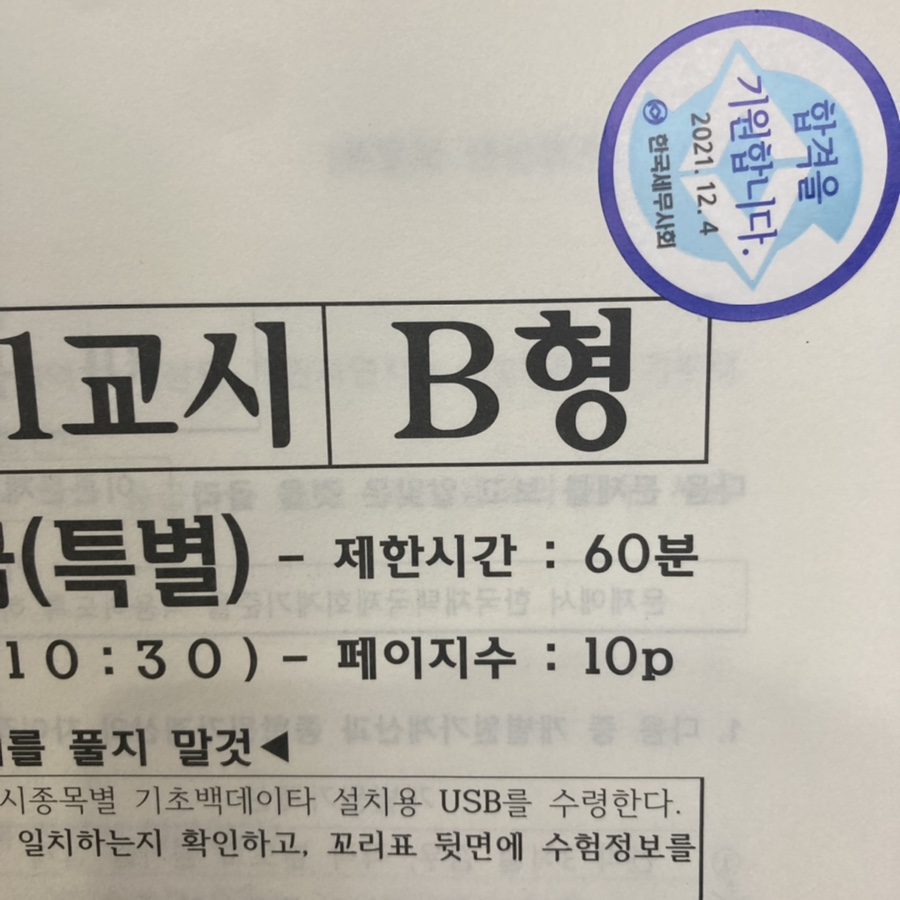 합격을
기원합니다.
2021. 12. 4
한국세무사회
1교시 B형
(특별) - 제한시간 : 60분
10:30) - 페이지수 : 10p
를 풀지 말것◀
시종목별 기초백데이타 설치용 USB를 수령한다.
일치하는지 확인하고, 꼬리표 뒷면에 수험정보를